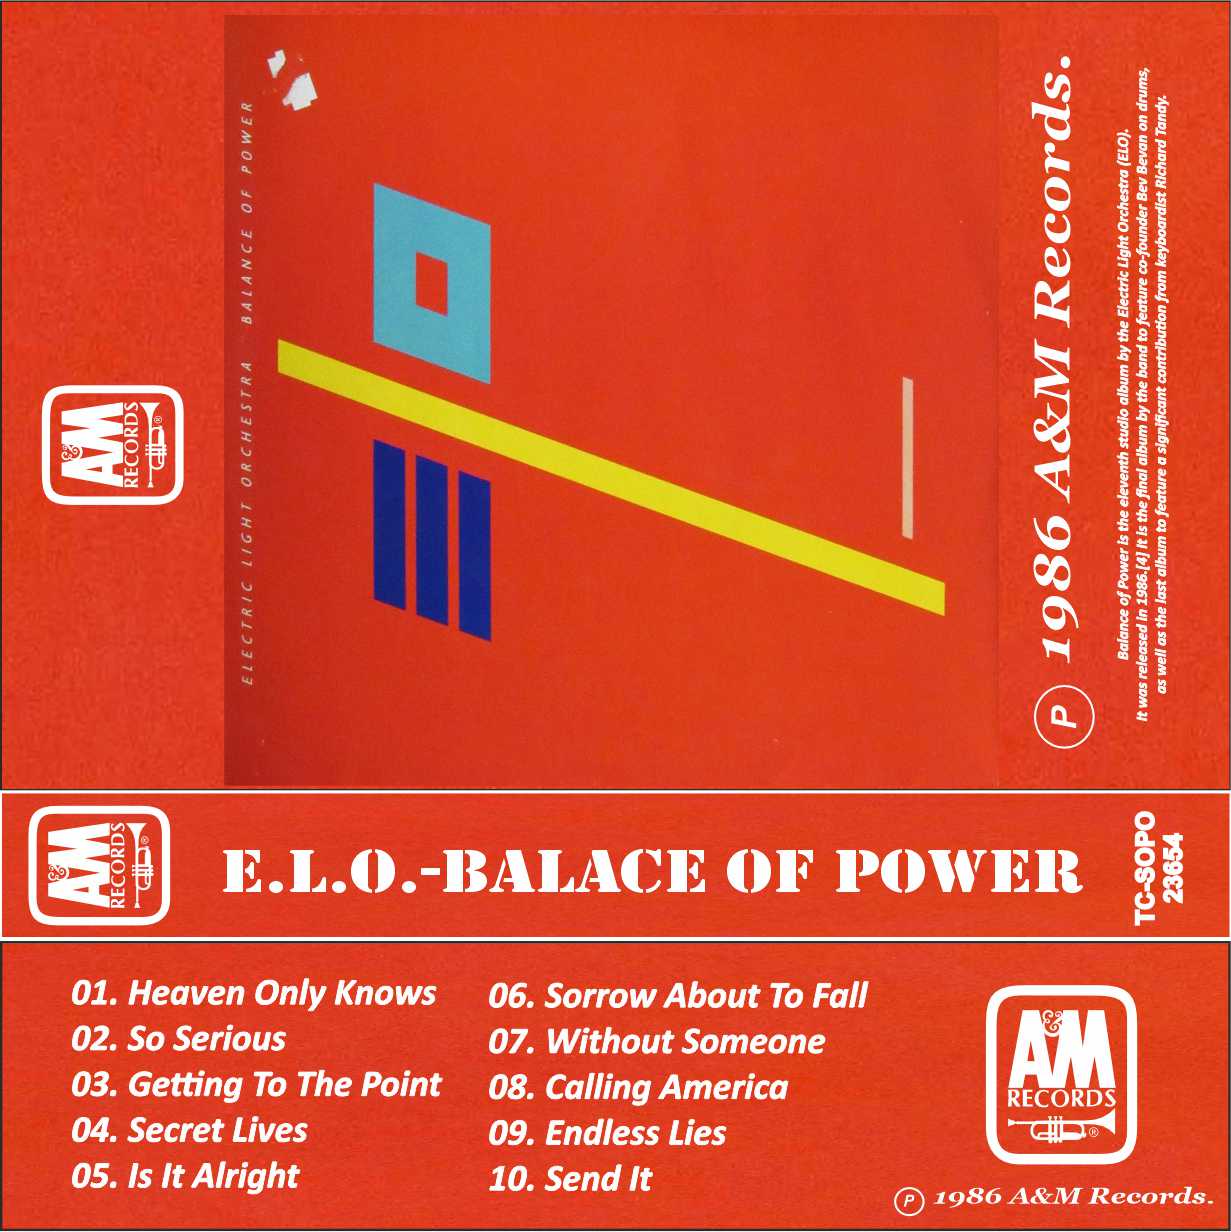 A&M
RECORDS
®
ELECTRIC LIGHT ORCHESTRA BALANCE OF POWER
P 1986 A&M Records.
Balance of Power is the eleventh studio album by the Electric Light Orchestra (ELO).
It was released in 1986.[4] It is the final album by the band to feature co-founder Bev Bevan on drums,
as well as the last album to feature a significant contribution from keyboardist Richard Tandy.
A&M
RECORDS
®
E.L.O.-BALACE OF POWER
TC-SOPO
23654
01. Heaven Only Knows
02. So Serious
03. Getting To The Point
04. Secret Lives
05. Is It Alright
06. Sorrow About To Fall
07. Without Someone
08. Calling America
09. Endless Lies
10. Send It
A&M
RECORDS
®
P 1986 A&M Records.